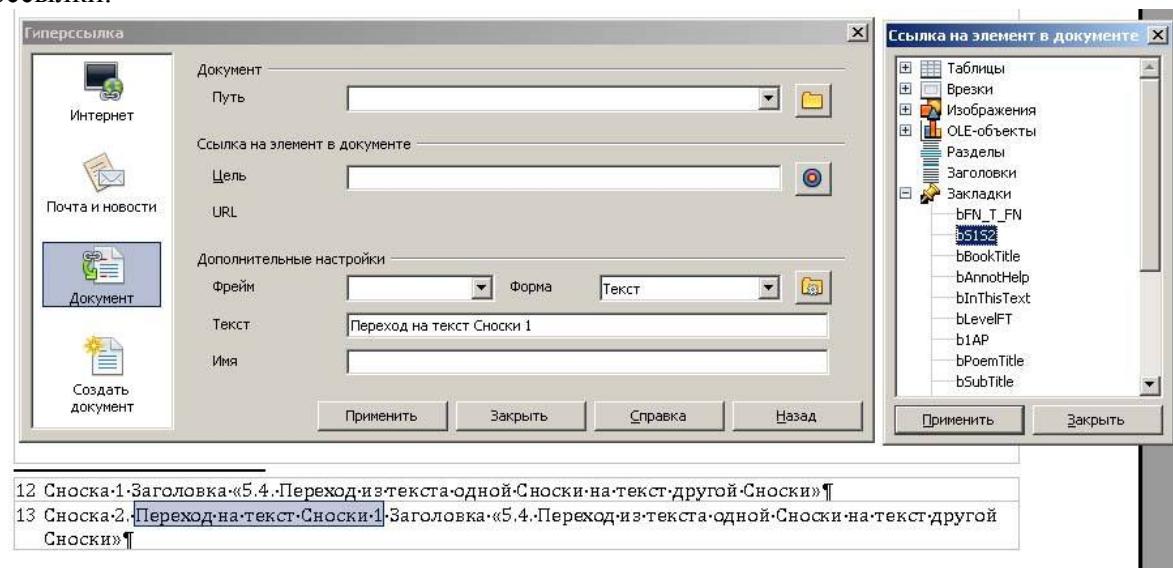 Гиперссылка
Интернет
Почта и новости
Документ
Создать
документ
Документ
Путь
Ссылка на элемент в документе
Цель
URL
Дополнительные настройки
Фрейм
Форма
Текст
Текст
Переход на текст Сноски 1
Имя
Применить
Закрыть
Справка
Назад
Ссылка на элемент в документе
Таблицы
Врезки
Изображения
OLE-объекты
Разделы
Заголовки
Закладки
bFN_T_FN
bS1S2
bBookTitle
bAnnotHelp
bInThisText
bLevelFT
b1AP
bPoemTitle
bSubTitle
Применить
Закрыть
12 Сноска·1·Заголовка·«5.4.·Переход·из·текста·одной·Сноски·на·текст·другой·Сноски»¶
13 Сноска·2.·Переход·на·текст·Сноски·1·Заголовка·«5.4.·Переход·из·текста·одной·Сноски·на·текст·другой
Сноски»¶